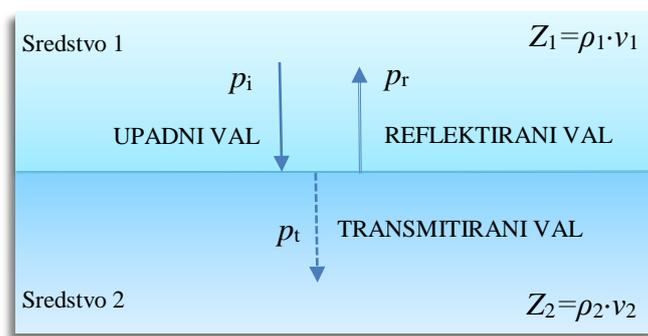 Sredstvo 1
Z₁=ρ₁·v₁
pᵢ
pᵣ
UPADNI VAL
REFLEKTIRANI VAL
pₜ
TRANSMITIRANI VAL
Sredstvo 2
Z₂=ρ₂·v₂